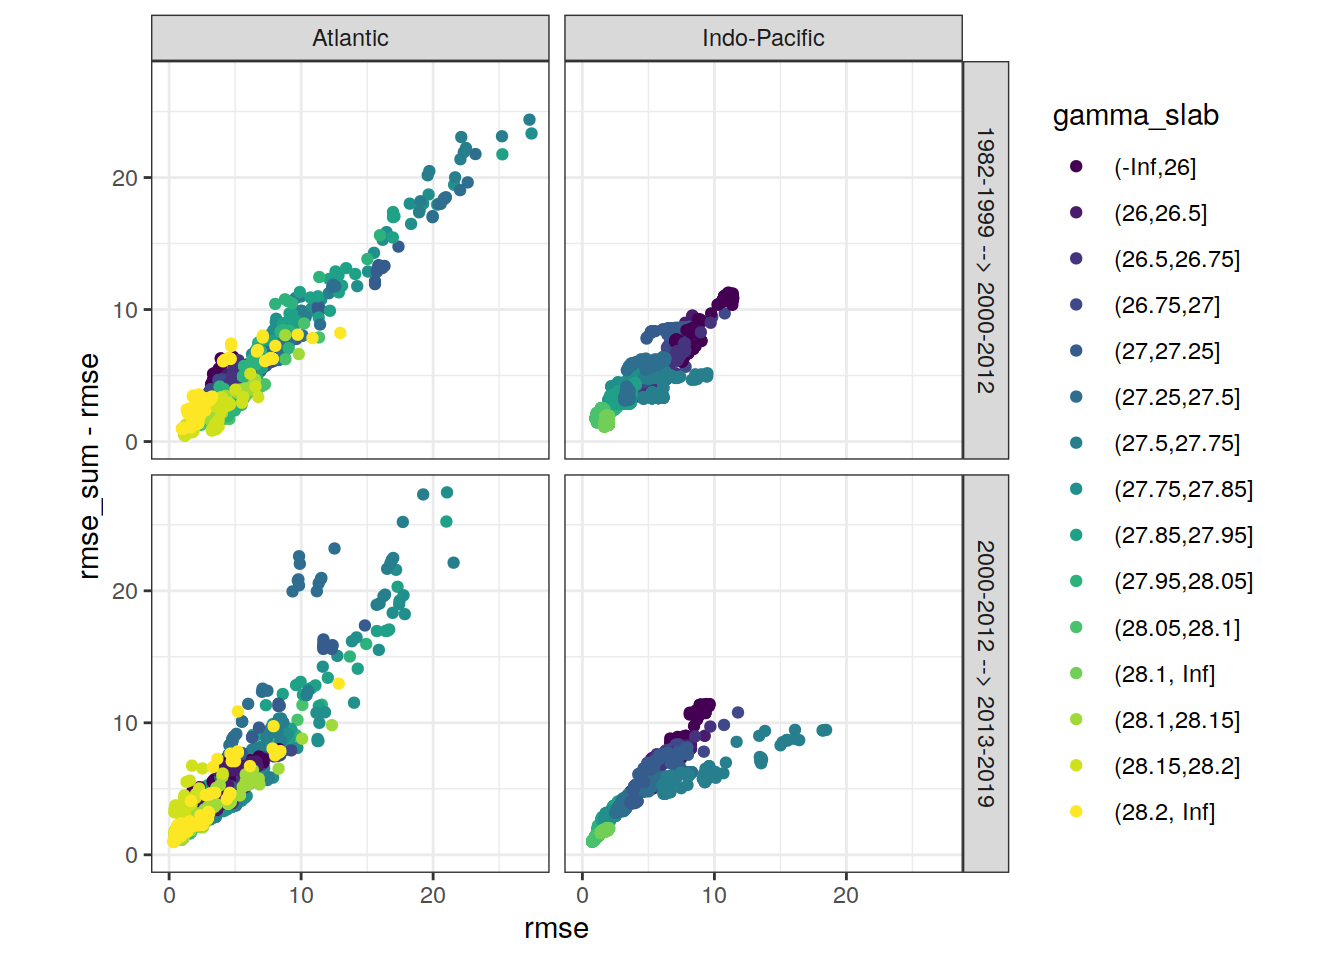 Atlantic
Indo-Pacific
rmse_sum - rmse
20
10
0
1982-1999 --> 2000-2012
20
10
0
2000-2012 --> 2013-2019
0
10
20
0
10
20
rmse
gamma_slab
(-Inf,26]
(26,26.5]
(26.5,26.75]
(26.75,27]
(27,27.25]
(27.25,27.5]
(27.5,27.75]
(27.75,27.85]
(27.85,27.95]
(27.95,28.05]
(28.05,28.1]
(28.1, Inf]
(28.1,28.15]
(28.15,28.2]
(28.2, Inf]